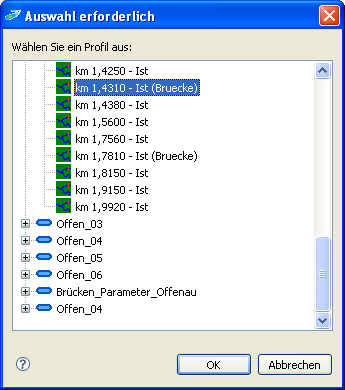 Auswahl erforderlich
Wählen Sie ein Profil aus:
km 1,4250 - Ist
km 1,4310 - Ist (Bruecke)
km 1,4380 - Ist
km 1,5600 - Ist
km 1,7560 - Ist
km 1,7810 - Ist (Bruecke)
km 1,8150 - Ist
km 1,9150 - Ist
km 1,9920 - Ist
Offen_03
Offen_04
Offen_05
Offen_06
Brücken_Parameter_Offenau
Offen_04
OK
Abbrechen